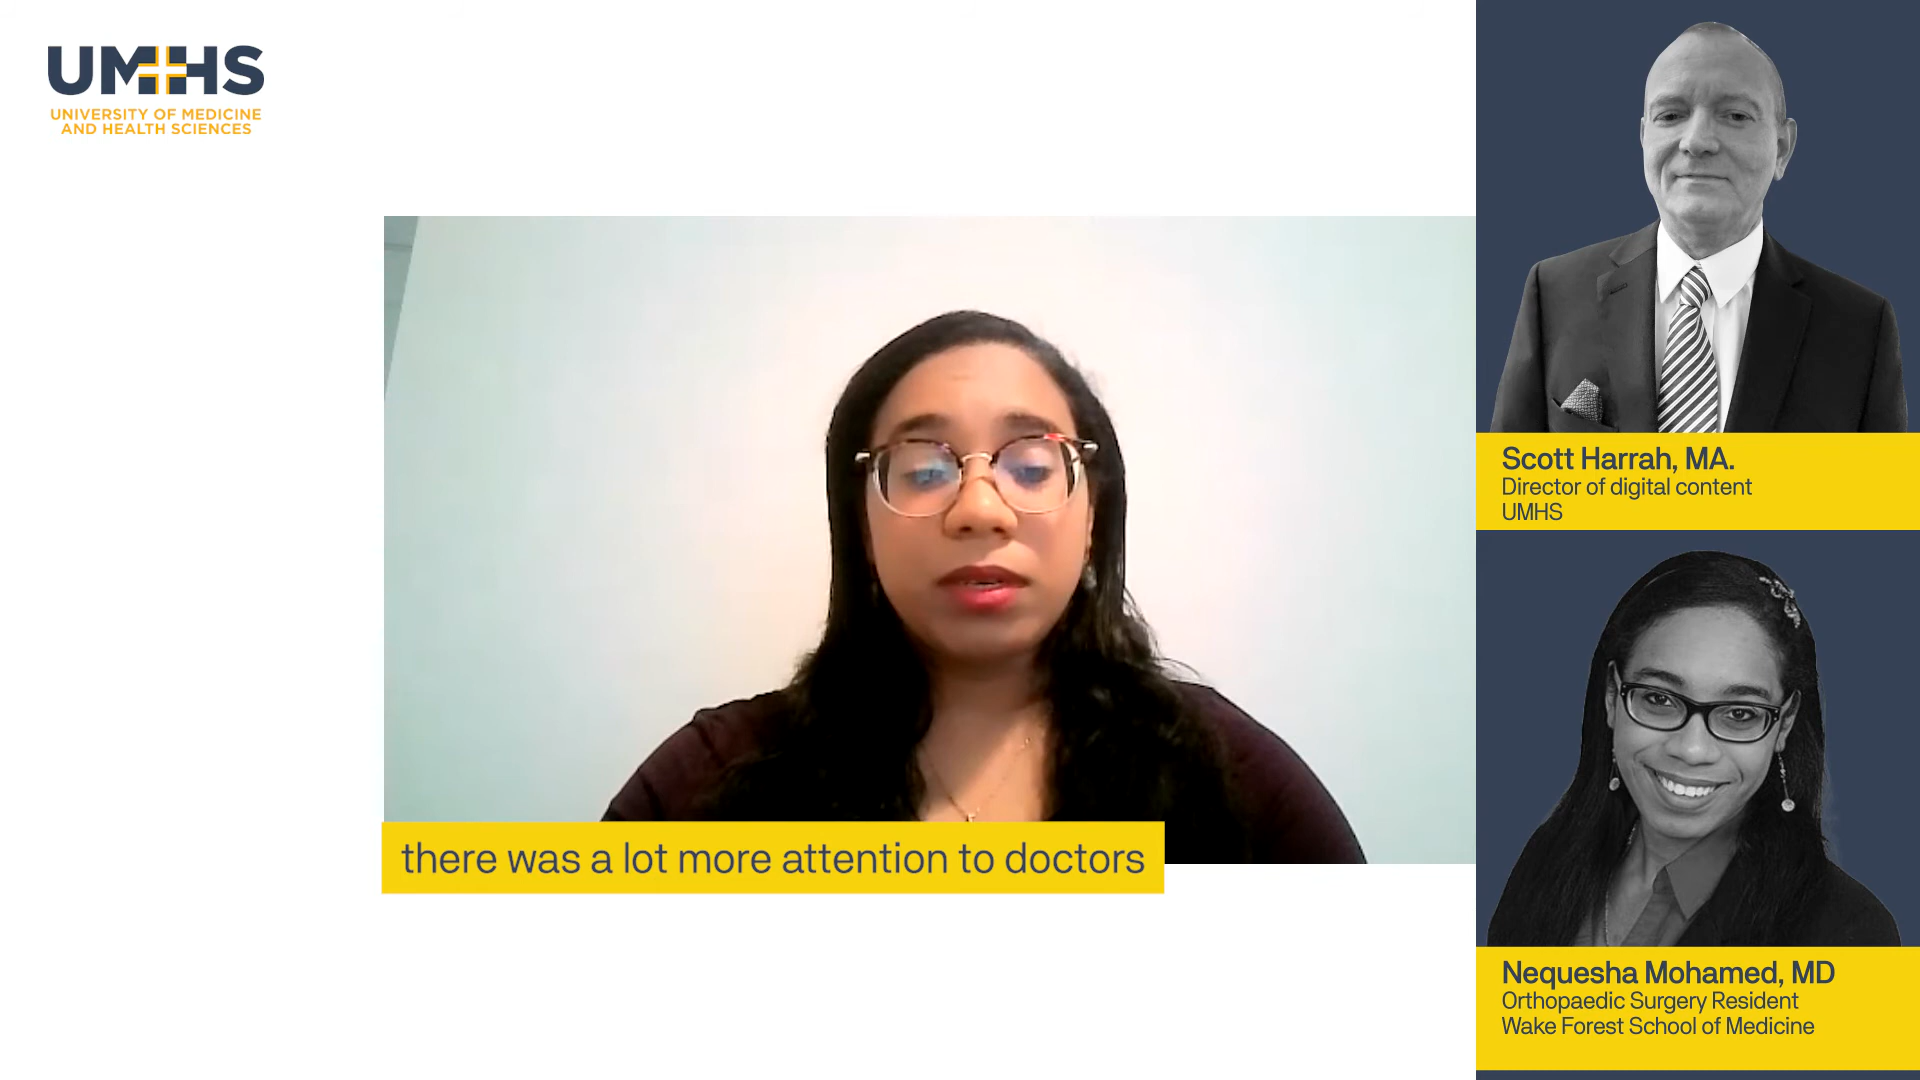 UMHS
UNIVERSITY OF MEDICINE
AND HEALTH SCIENCES
there was a lot more attention to doctors
Scott Harrah, MA.
Director of digital content
UMHS
Nequesha Mohamed, MD
Orthopaedic Surgery Resident
Wake Forest School of Medicine